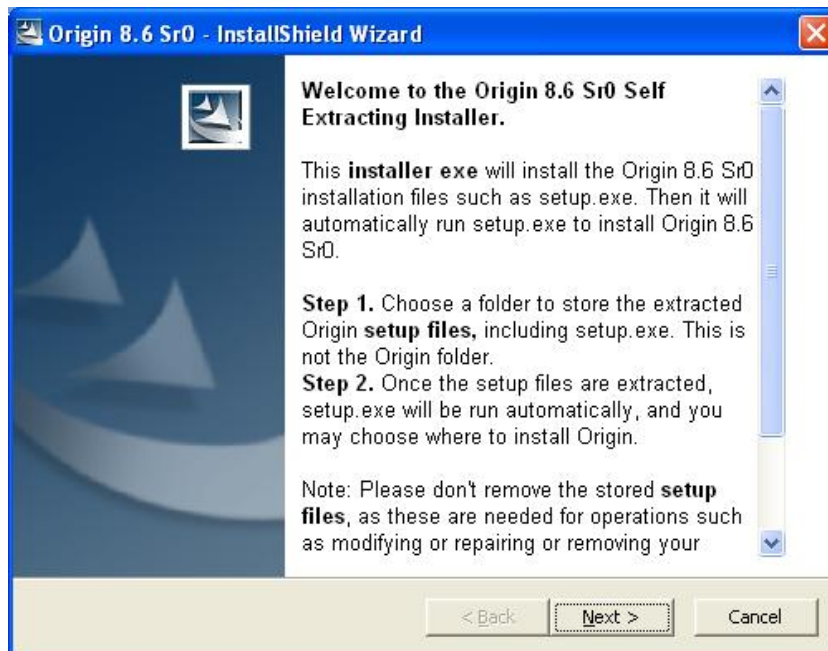 Origin 8.6 Sr0 - InstallShield Wizard
Welcome to the Origin 8.6 Sr0 Self
Extracting Installer.
This installer exe will install the Origin 8.6 Sr0
installation files such as setup.exe. Then it will
automatically run setup.exe to install Origin 8.6
Sr0.
Step 1. Choose a folder to store the extracted
Origin setup files, including setup.exe. This is
not the Origin folder.
Step 2. Once the setup files are extracted,
setup.exe will be run automatically, and you
may choose where to install Origin.
Note: Please don't remove the stored setup
files, as these are needed for operations such
as modifying or repairing or removing your
< Back Next > Cancel